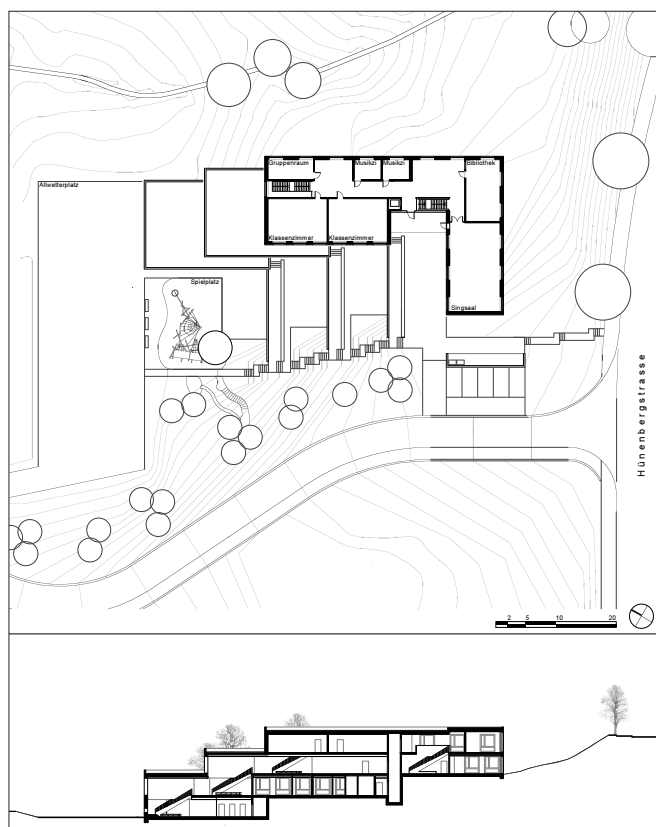 Gruppenraum
Musikzi
Musikzi
Bibliothek
Allwetterplatz
Klassenzimmer
Klassenzimmer
Spielplatz
Singsaal
Hünenbergstrasse
2 5 10 20